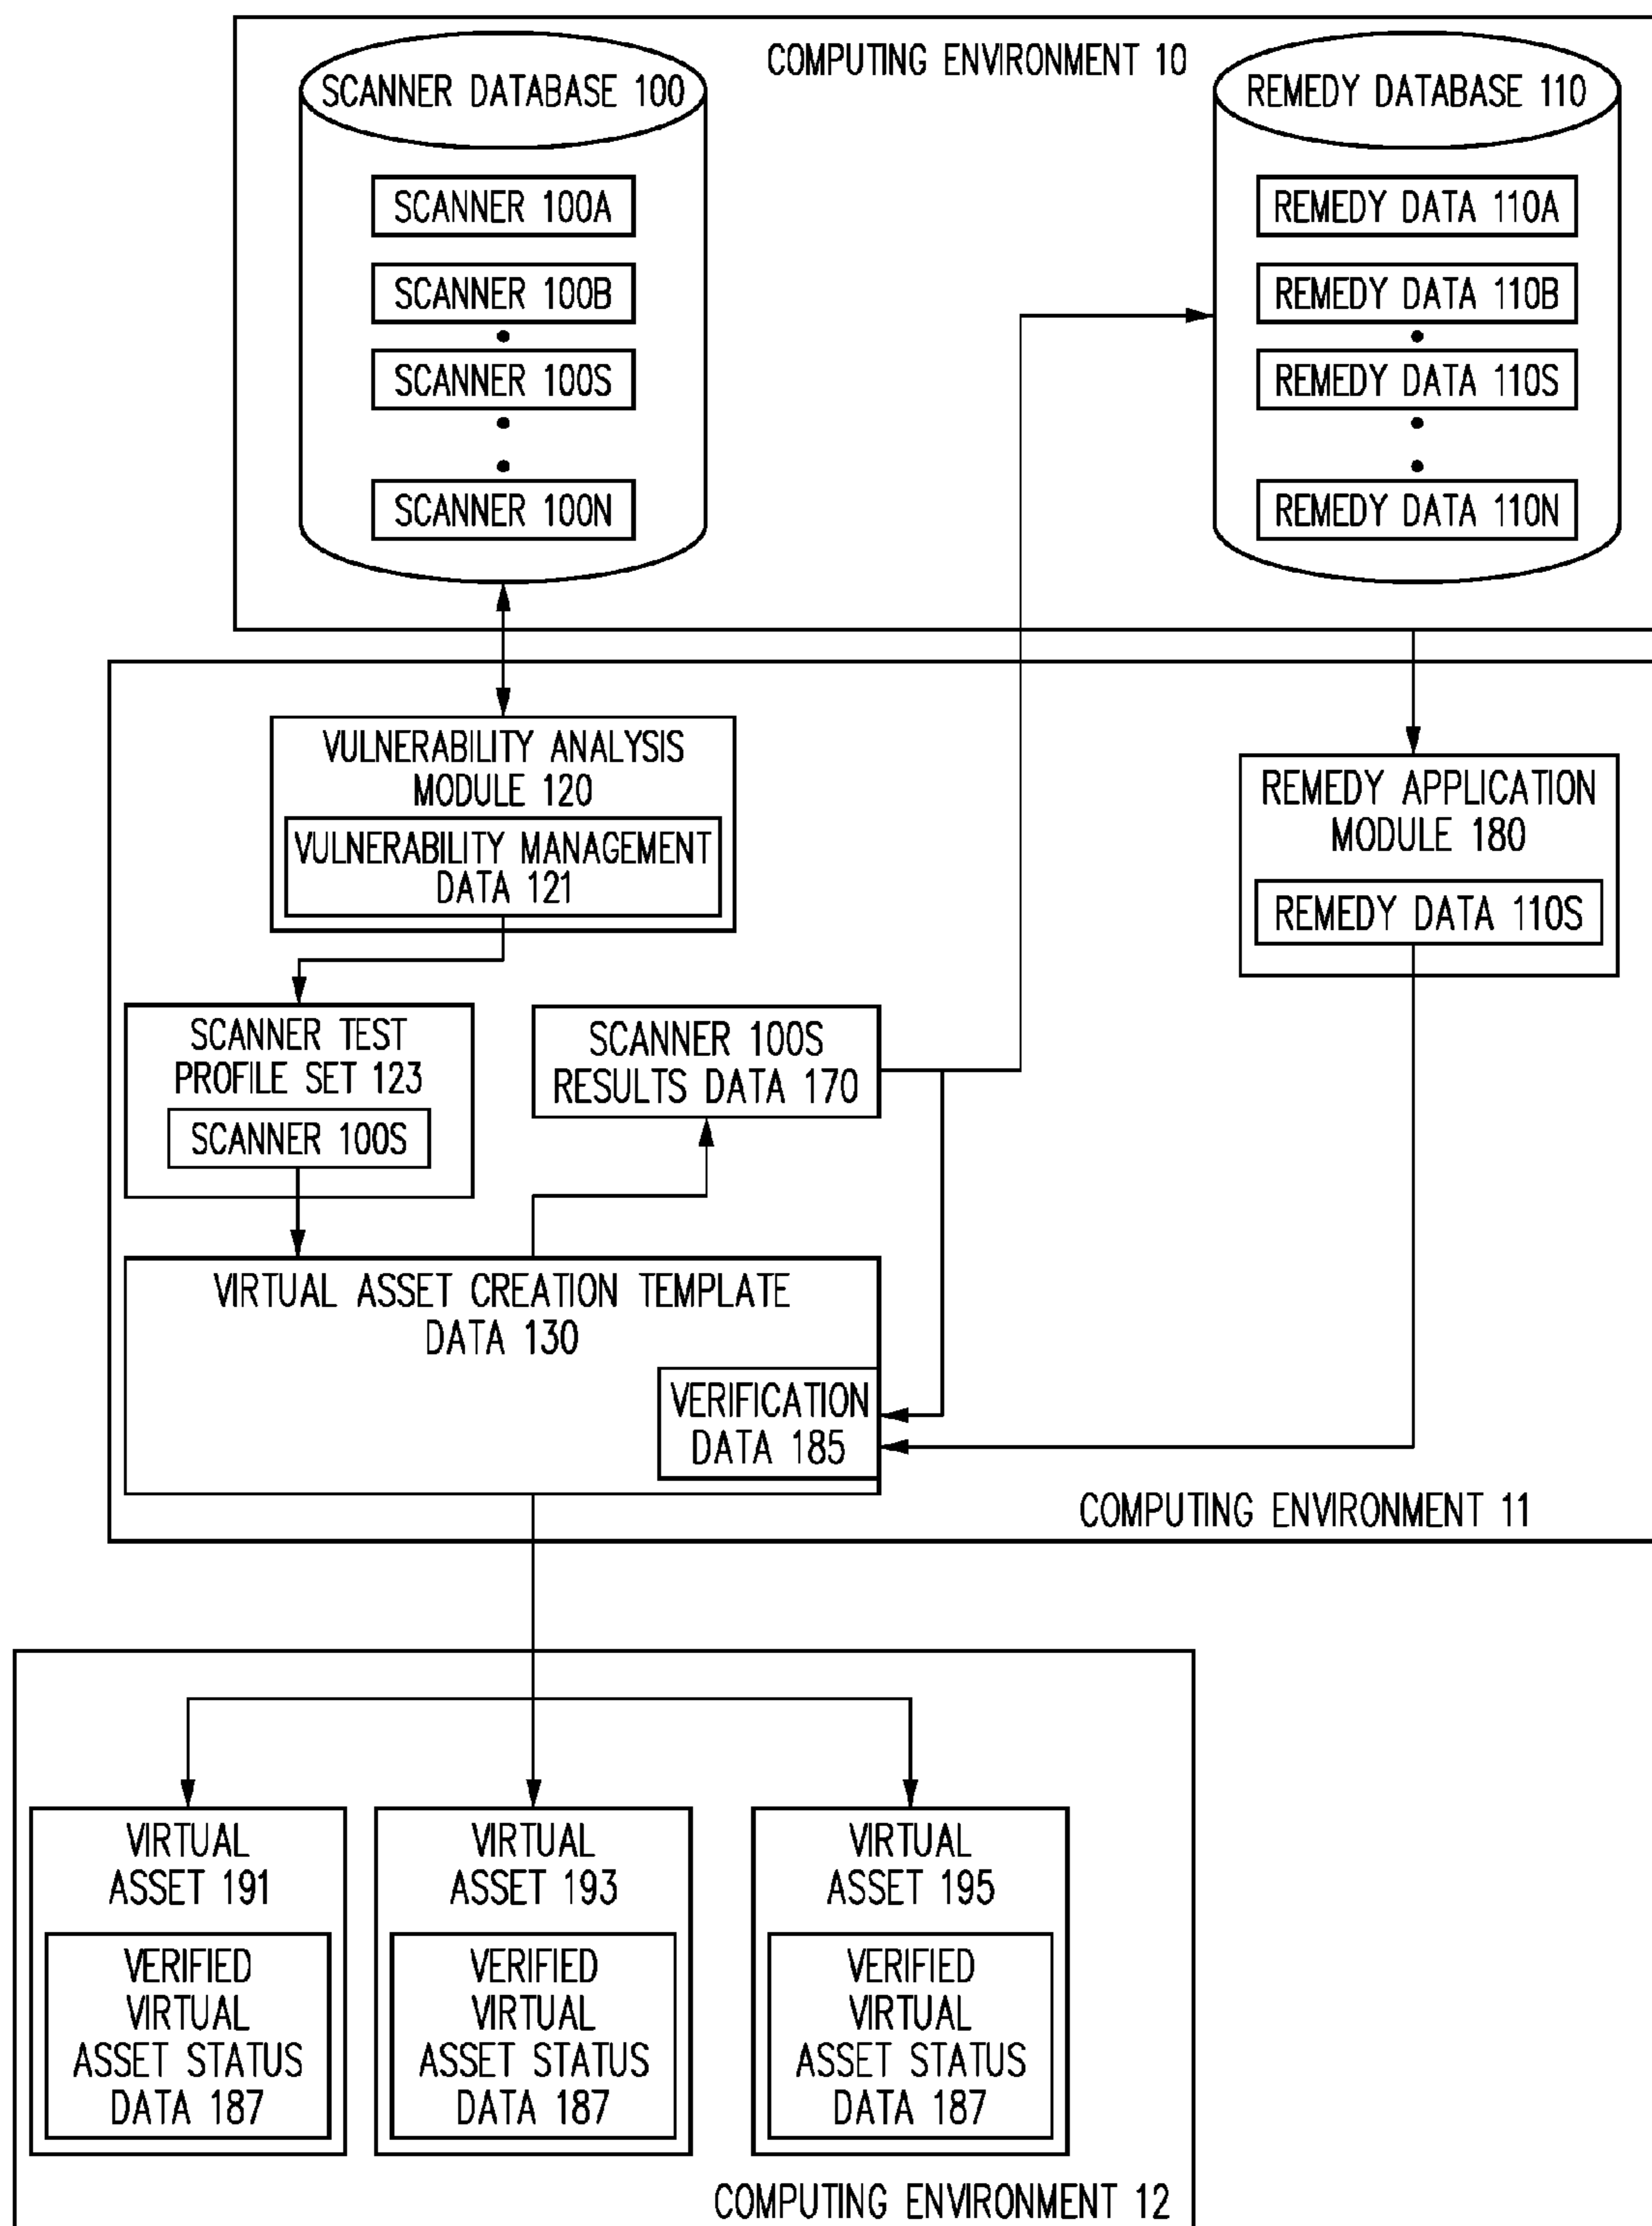 COMPUTING ENVIRONMENT 10
SCANNER DATABASE 100
SCANNER 100A
SCANNER 100B
SCANNER 100S
SCANNER 100N
REMEDY DATABASE 110
REMEDY DATA 110A
REMEDY DATA 110B
REMEDY DATA 110S
REMEDY DATA 110N
VULNERABILITY ANALYSIS
MODULE 120
VULNERABILITY MANAGEMENT
DATA 121
REMEDY APPLICATION
MODULE 180
REMEDY DATA 110S
SCANNER TEST
PROFILE SET 123
SCANNER 100S
SCANNER 100S
RESULTS DATA 170
VIRTUAL ASSET CREATION TEMPLATE
DATA 130
VERIFICATION
DATA 185
COMPUTING ENVIRONMENT 11
VIRTUAL
ASSET 191
VERIFIED
VIRTUAL
ASSET STATUS
DATA 187
VIRTUAL
ASSET 193
VERIFIED
VIRTUAL
ASSET STATUS
DATA 187
VIRTUAL
ASSET 195
VERIFIED
VIRTUAL
ASSET STATUS
DATA 187
COMPUTING ENVIRONMENT 12